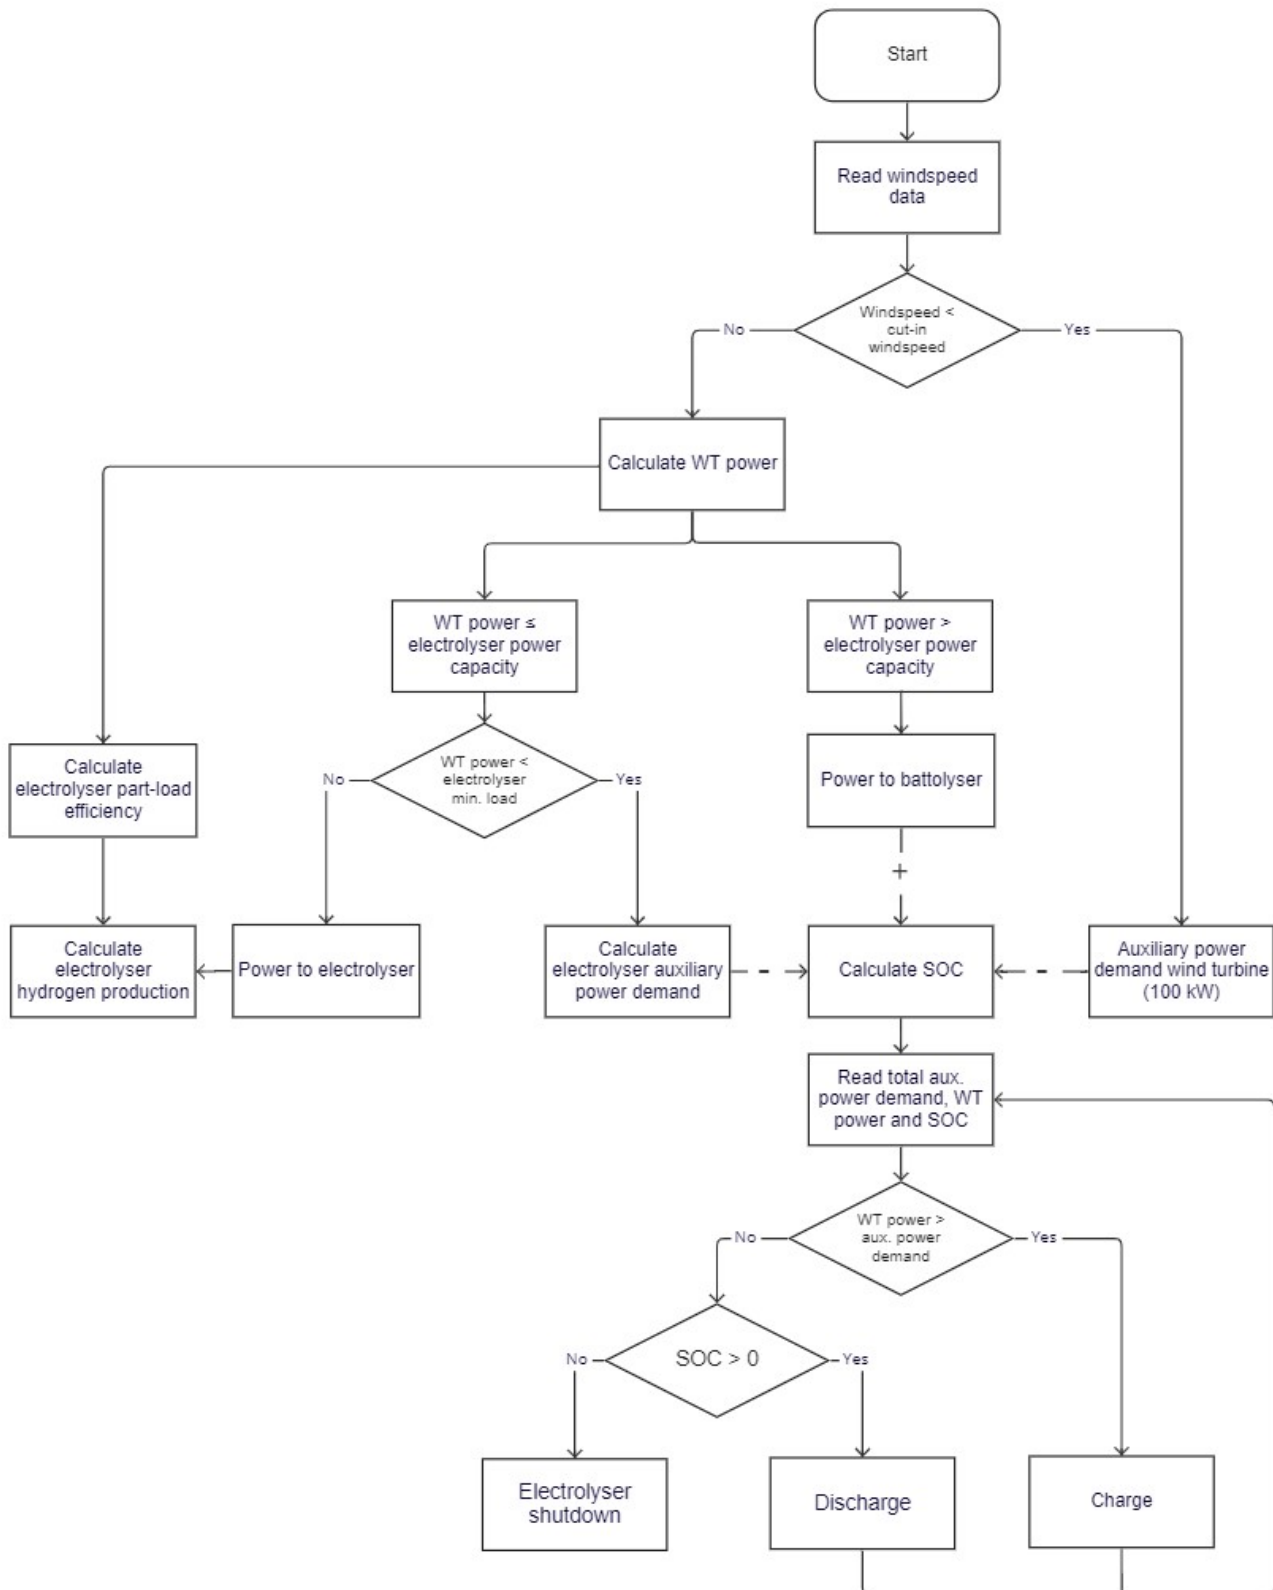 Start
Read windspeed
data
Windspeed <
cut-in
windspeed
No
Yes
Calculate WT power
WT power ≤
electrolyser power
capacity
WT power >
electrolyser power
capacity
Calculate
electrolyser part-load
efficiency
No
WT power <
electrolyser
min. load
Yes
Power to battolyser
+
Calculate
electrolyser
hydrogen production
Power to electrolyser
Calculate
electrolyser auxiliary
power demand
-
Calculate SOC
-
Auxiliary power
demand wind turbine
(100 kW)
Read total aux.
power demand, WT
power and SOC
No
WT power >
aux. power
demand
Yes
No
SOC > 0
Yes
Electrolyser
shutdown
Discharge
Charge